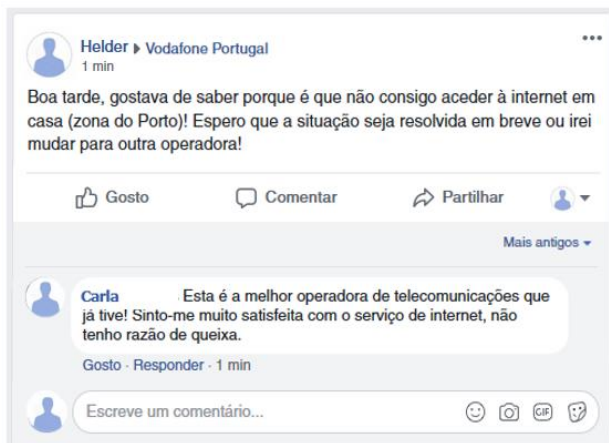 Helder ▶ Vodafone Portugal
1 min
Boa tarde, gostava de saber porque é que não consigo aceder à internet em
casa (zona do Porto)! Espero que a situação seja resolvida em breve ou irei
mudar para outra operadora!
Gosto Comentar Partilhar
Mais antigos
Carla Esta é a melhor operadora de telecomunicações que
já tive! Sinto-me muito satisfeita com o serviço de internet, não
tenho razão de queixa.
Gosto · Responder · 1 min
Escreve um comentário... GIF